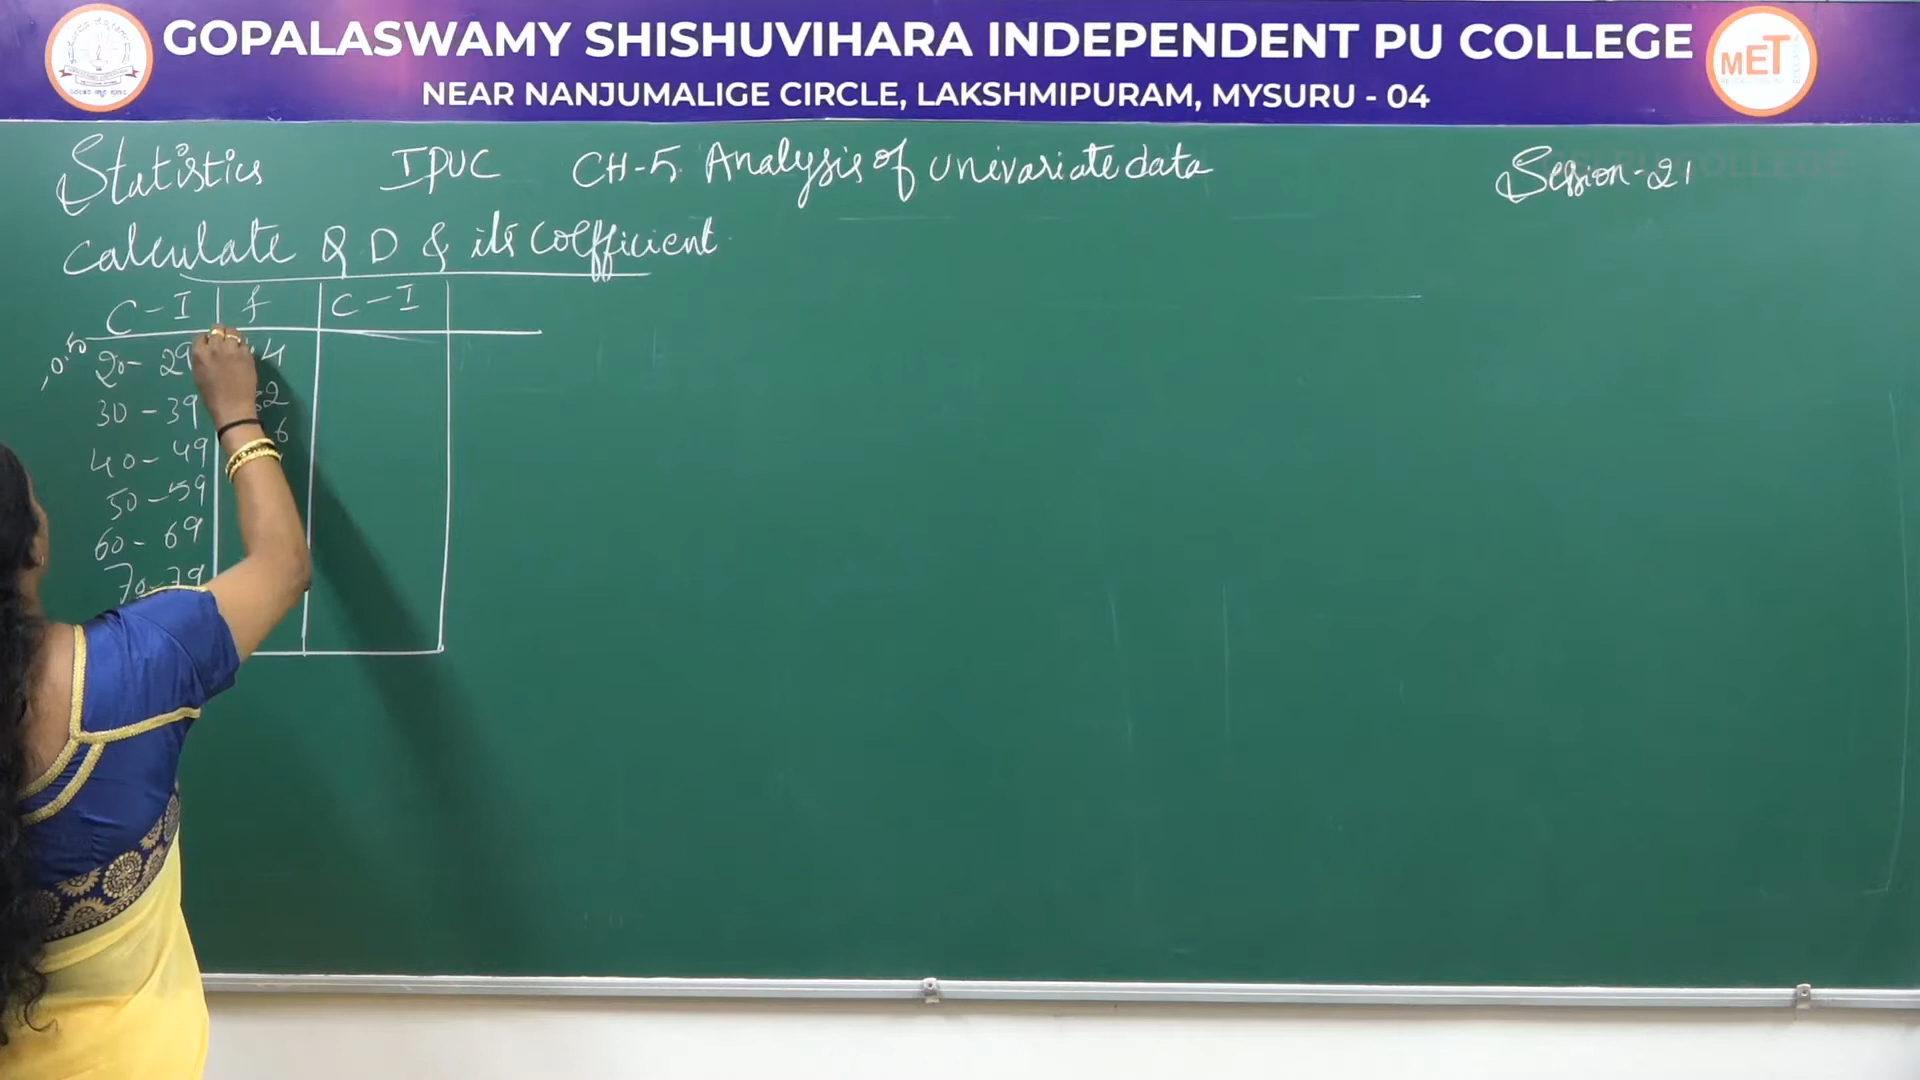 GOPALASWAMY SHISHUVIHARA INDEPENDENT PU COLLEGE
NEAR NANJUMALIGE CIRCLE, LAKSHMIPURAM, MYSURU - 04
MET
Statistics IPUC CH-5. Analysis of univariate data Session-21
Calculate Q D & its coefficient
C-I f C-I
20- 29 4
30-39 2
40-49 6
50-59
60-69
70-79